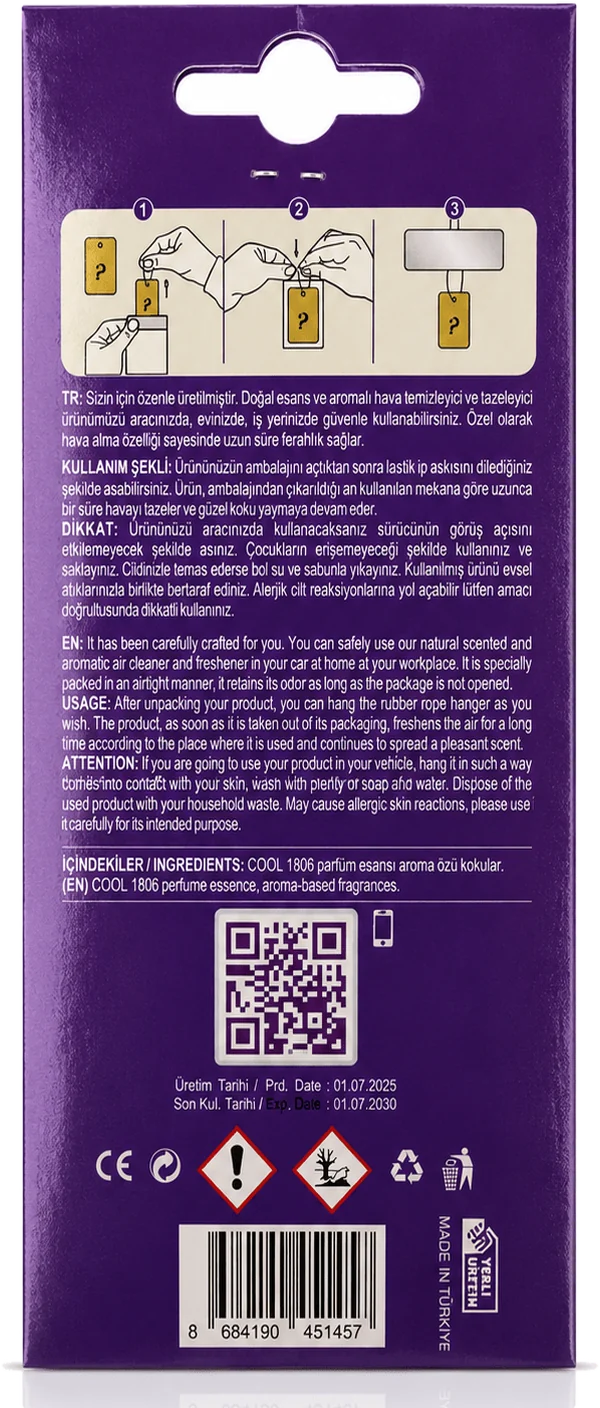 1
2
3
?
?
?
?
TR: Sizin için özenle üretilmiştir. Doğal esans ve aromalı hava temizleyici ve tazeleyici
ürünümüzü aracınızda, evinizde, iş yerinizde güvenle kullanabilirsiniz. Özel olarak
hava alma özelliği sayesinde uzun süre ferahlık sağlar.
KULLANIM ŞEKLİ: Ürününüzün ambalajını açtıktan sonra lastik ip askısını dilediğiniz
şekilde asabilirsiniz. Ürün, ambalajından çıkarıldığı an kullanılan mekana göre uzunca
bir süre havayı tazeler ve güzel koku yaymaya devam eder.
DİKKAT: Ürününüzü aracınızda kullanacaksanız sürücünün görüş açısını
etkilemeyecek şekilde asınız. Çocukların erişemeyeceği şekilde kullanınız ve
saklayınız. Ciidinizle temas ederse bol su ve sabunla yıkayınız. Kullanılmış ürünü evsel
atıklarınızla birlikte bertaraf ediniz. Alerjik cilt reaksiyonlarına yol açabilir lütfen amacı
doğrultusunda dikkatli kullanınız.
EN: It has been carefully crafted for you. You can safely use our natural scented and
aromatic air cleaner and freshener in your car at home at your workplace. It is specially
packed in an airtight manner, it retains its odor as long as the package is not opened.
USAGE: After unpacking your product, you can hang the rubber rope hanger as you
wish. The product, as soon as it is taken out of its packaging, freshens the air for a long
time according to the place where it is used and continues to spread a pleasant scent.
ATTENTION: If you are going to use your product in your vehicle, hang it in such a way
contact with your skin, wash with plenty or soap and water. Dispose of the
used product with your household waste. May cause allergic skin reactions, please use
it carefully for its intended purpose.
İÇİNDEKİLER / INGREDIENTS: COOL 1806 parfüm esansı aroma özü kokular.
(EN) COOL 1806 perfume essence, aroma-based fragrances.
Üretim Tarihi / Prd. Date : 01.07.2025
Son Kul. Tarihi / Exp. Date : 01.07.2030
CE
YERLİ
ÜRETİM
MADE IN TÜRKİYE
8 684190 451457